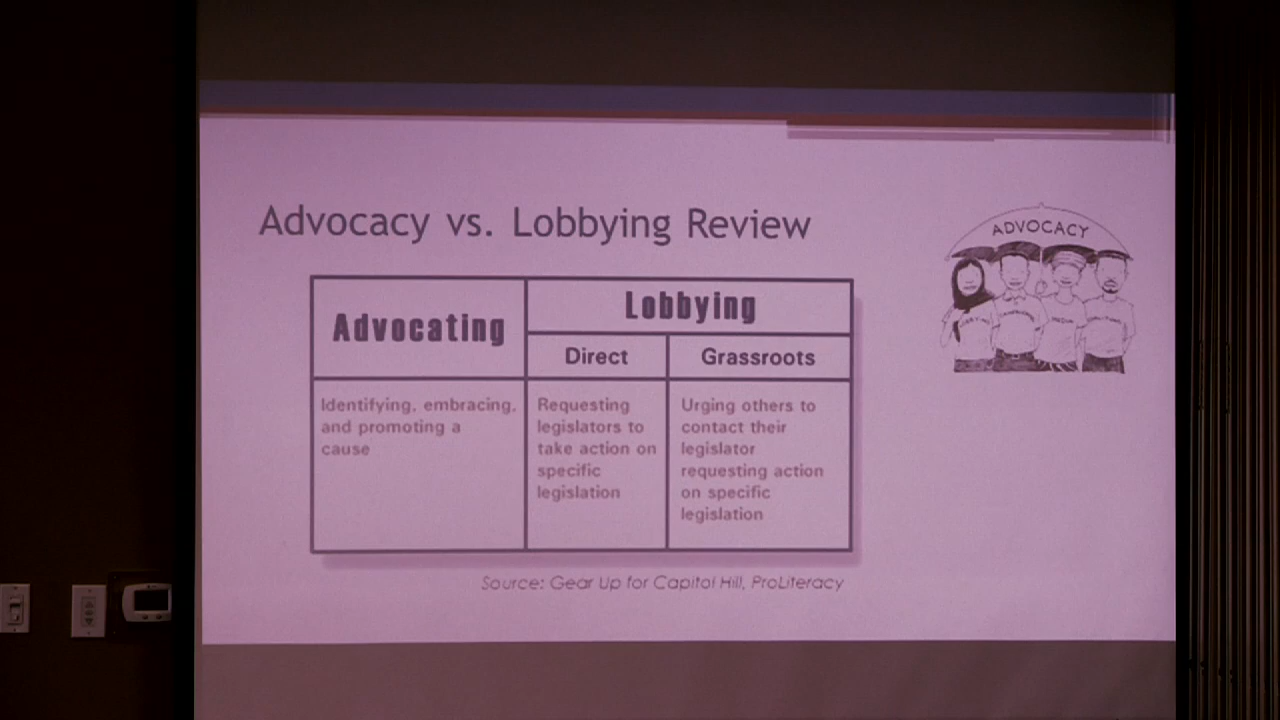 Advocacy vs. Lobbying Review
ADVOCACY
Advocating
Lobbying
Direct
Grassroots
Identifying, embracing,
and promoting a
cause
Requesting
legislators to
take action on
specific
legislation
Urging others to
contact their
legislator
requesting action
on specific
legislation
Source: Gear Up for Capitol Hill, ProLiteracy